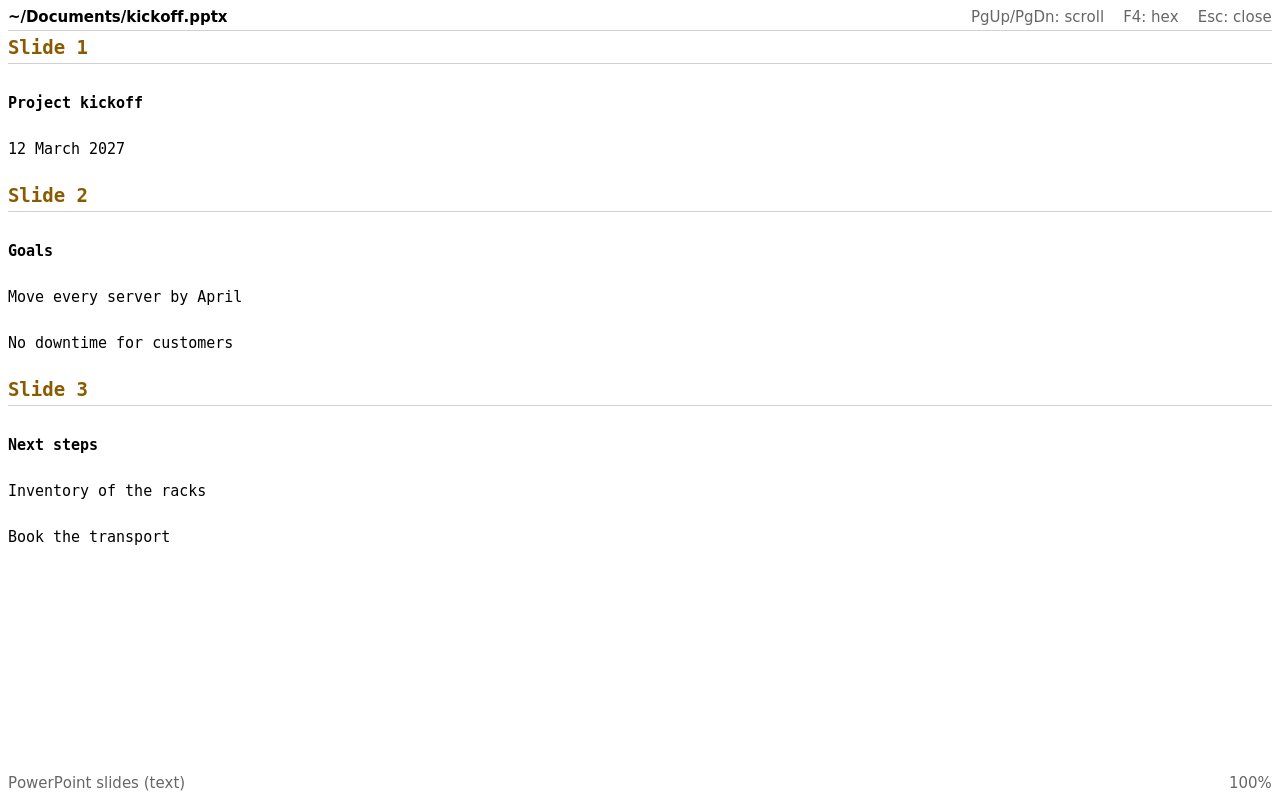 ~/Documents/kickoff.pptx PgUp/PgDn: scroll F4: hex Esc: close
Slide 1
Project kickoff
12 March 2027
Slide 2
Goals
Move every server by April
No downtime for customers
Slide 3
Next steps
Inventory of the racks
Book the transport
PowerPoint slides (text) 100%